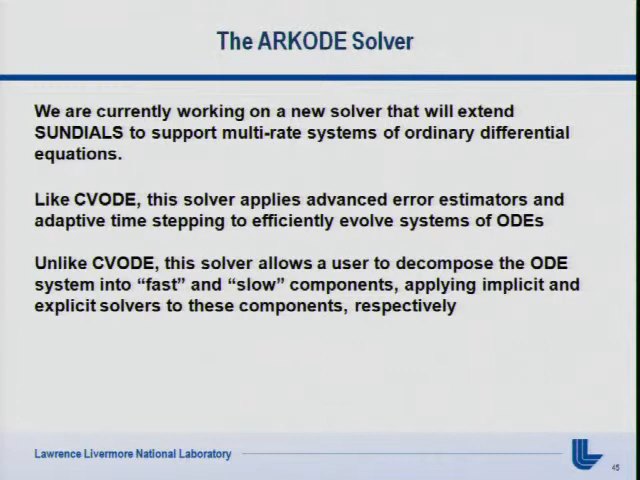 The ARKODE Solver
We are currently working on a new solver that will extend
SUNDIALS to support multi-rate systems of ordinary differential
equations.
Like CVODE, this solver applies advanced error estimators and
adaptive time stepping to efficiently evolve systems of ODEs
Unlike CVODE, this solver allows a user to decompose the ODE
system into “fast” and “slow” components, applying implicit and
explicit solvers to these components, respectively
Lawrence Livermore National Laboratory
45